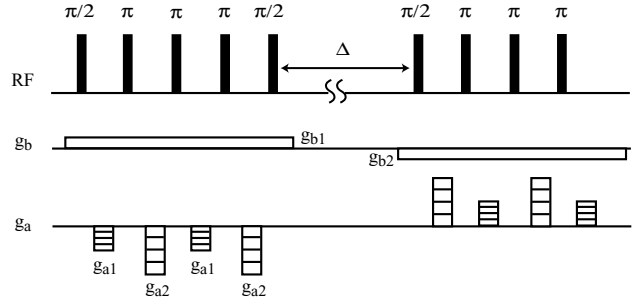 π/2 π π π π/2 π/2 π π π
Δ
RF
g_b g_b1
g_b2
g_a
g_a1 g_a1
g_a2 g_a2